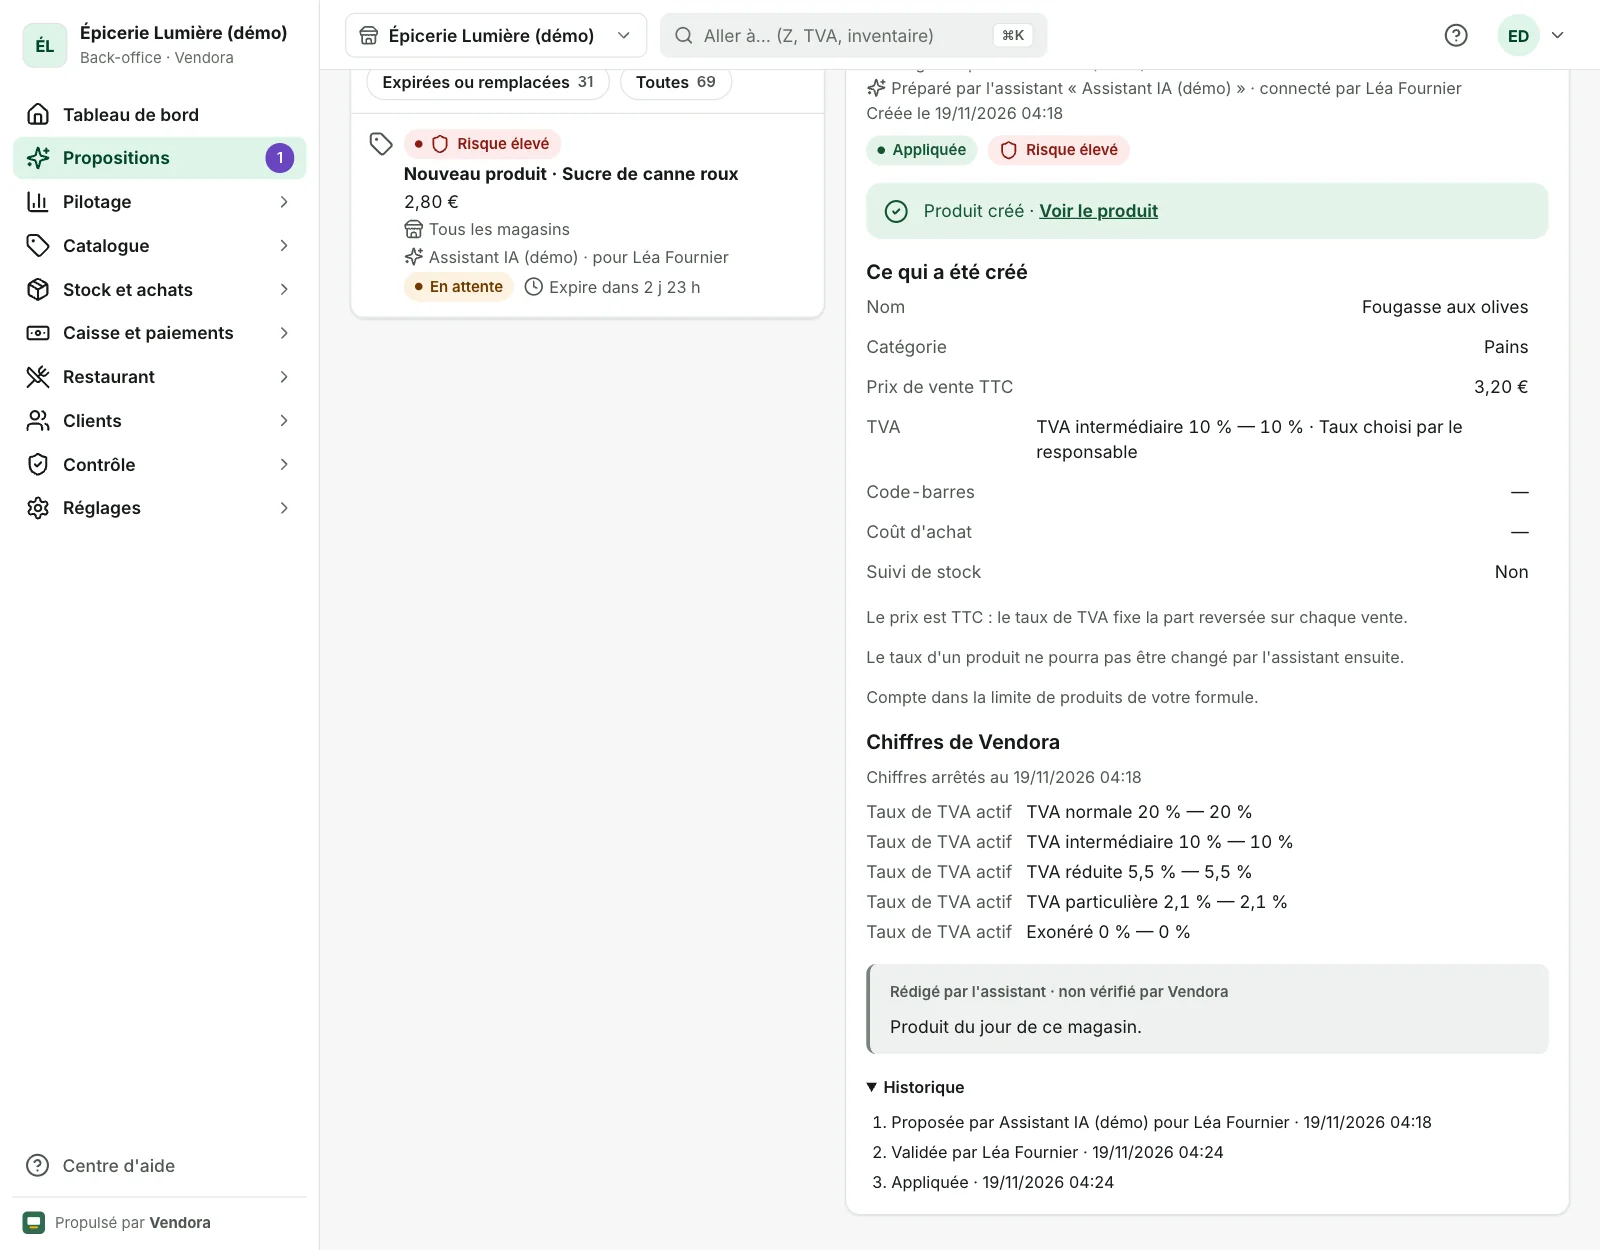 ÉL
Épicerie Lumière (démo)
Back-office · Vendora
Tableau de bord
Propositions
1
Pilotage
Catalogue
Stock et achats
Caisse et paiements
Restaurant
Clients
Contrôle
Réglages
Centre d'aide
Propulsé par Vendora
Épicerie Lumière (démo)
Aller à... (Z, TVA, inventaire)
⌘K
ED
Expirées ou remplacées 31
Toutes 69
Risque élevé
Nouveau produit · Sucre de canne roux
2,80 €
Tous les magasins
Assistant IA (démo) · pour Léa Fournier
En attente
Expire dans 2 j 23 h
Préparé par l'assistant « Assistant IA (démo) » · connecté par Léa Fournier
Créée le 19/11/2026 04:18
Appliquée
Risque élevé
Produit créé · Voir le produit
Ce qui a été créé
Nom Fougasse aux olives
Catégorie Pains
Prix de vente TTC 3,20 €
TVA TVA intermédiaire 10 % — 10 % · Taux choisi par le
responsable
Code-barres —
Coût d'achat —
Suivi de stock Non
Le prix est TTC : le taux de TVA fixe la part reversée sur chaque vente.
Le taux d'un produit ne pourra pas être changé par l'assistant ensuite.
Compte dans la limite de produits de votre formule.
Chiffres de Vendora
Chiffres arrêtés au 19/11/2026 04:18
Taux de TVA actif TVA normale 20 % — 20 %
Taux de TVA actif TVA intermédiaire 10 % — 10 %
Taux de TVA actif TVA réduite 5,5 % — 5,5 %
Taux de TVA actif TVA particulière 2,1 % — 2,1 %
Taux de TVA actif Exonéré 0 % — 0 %
Rédigé par l'assistant · non vérifié par Vendora
Produit du jour de ce magasin.
Historique
1. Proposée par Assistant IA (démo) pour Léa Fournier · 19/11/2026 04:18
2. Validée par Léa Fournier · 19/11/2026 04:24
3. Appliquée · 19/11/2026 04:24